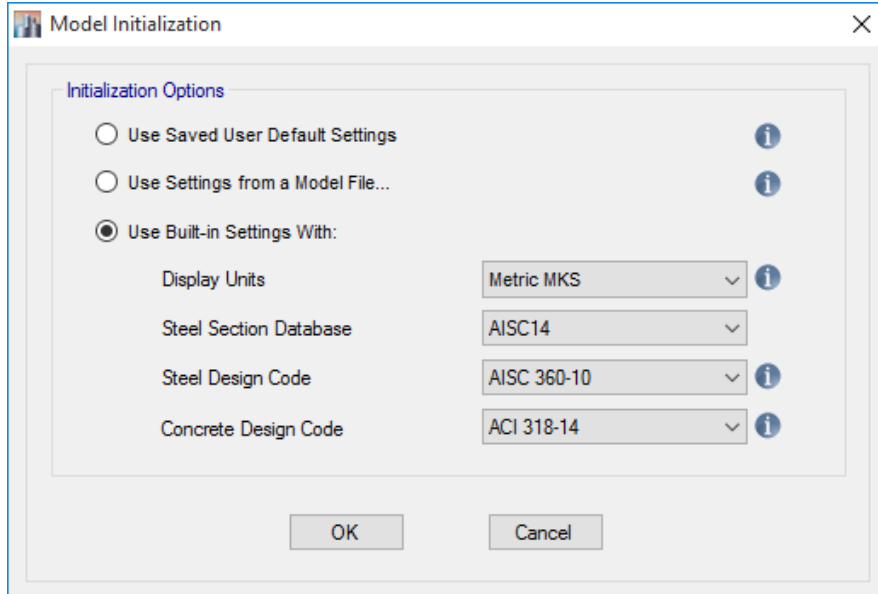 Model Initialization
Initialization Options
Use Saved User Default Settings
Use Settings from a Model File...
Use Built-in Settings With:
Display Units Metric MKS
Steel Section Database AISC14
Steel Design Code AISC 360-10
Concrete Design Code ACI 318-14
OK Cancel